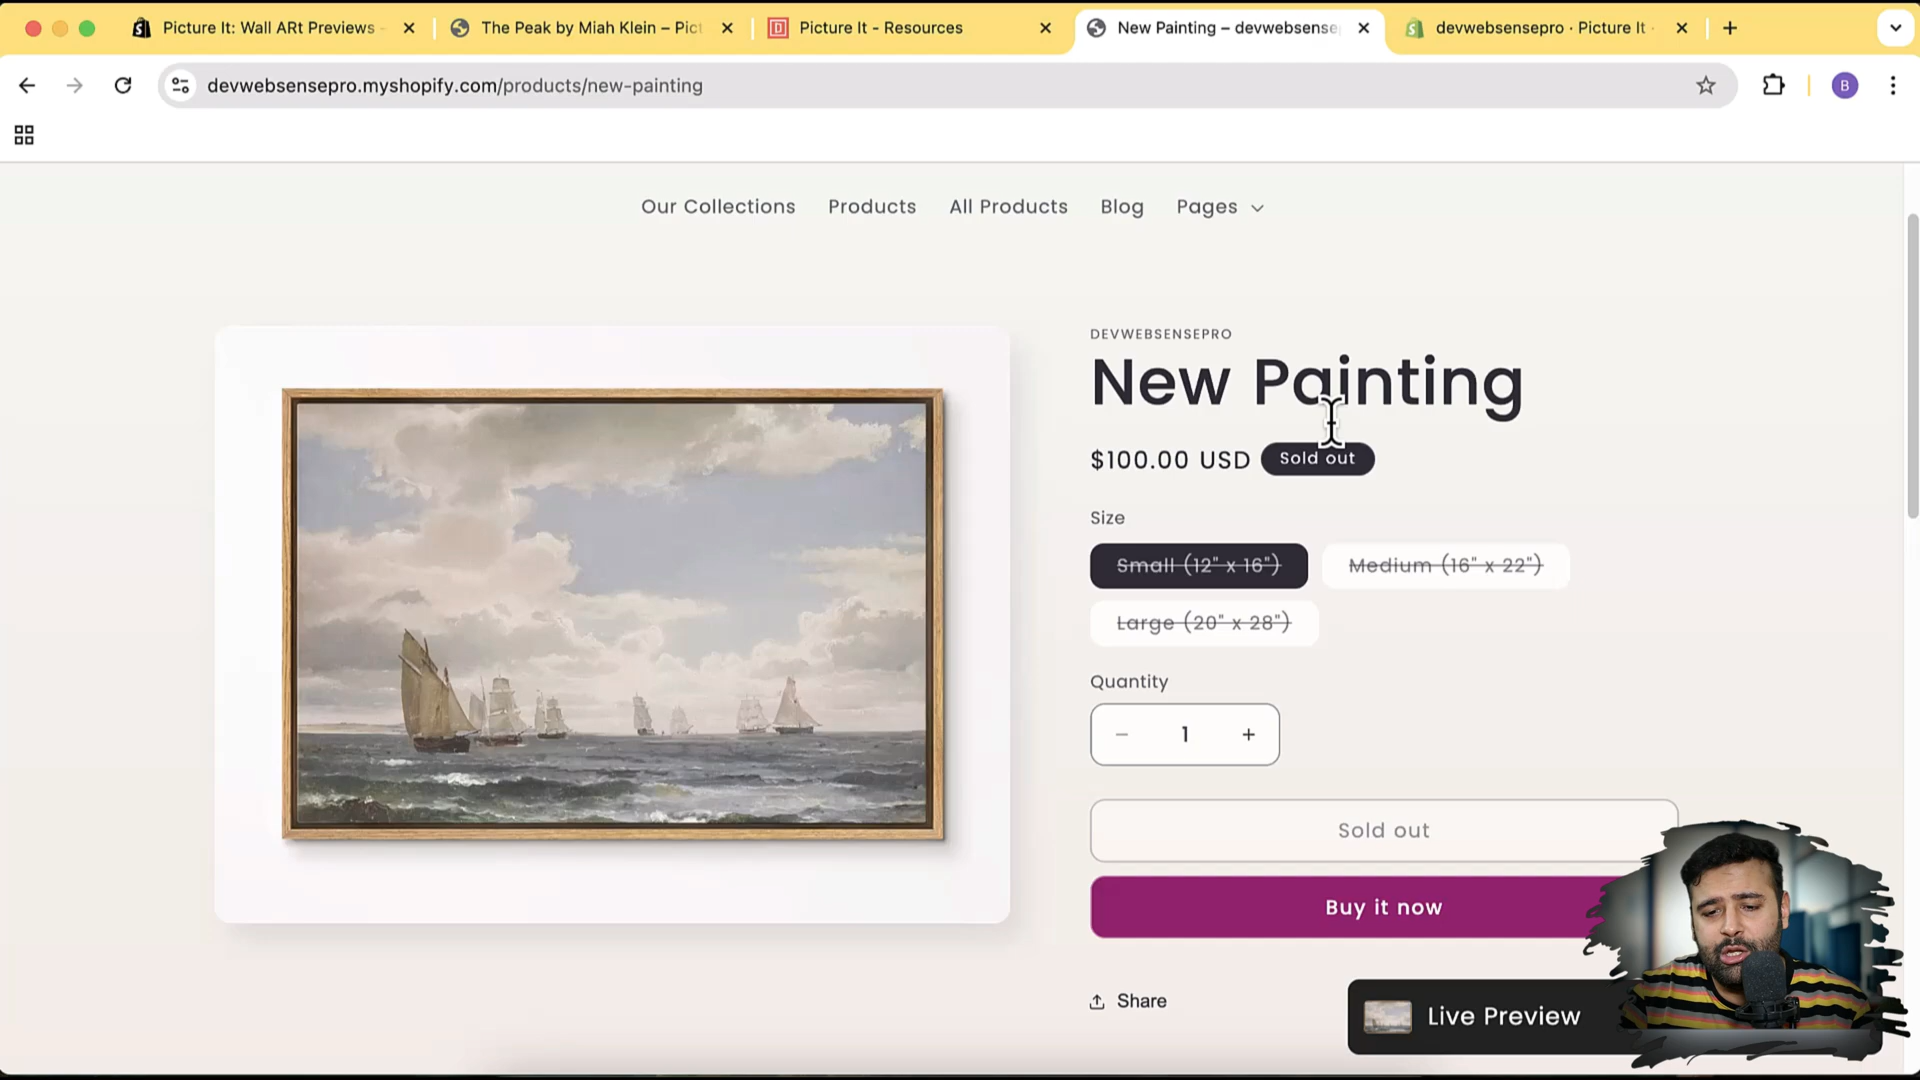 Picture It: Wall ARt Previews -
The Peak by Miah Klein – Pict
Picture It - Resources
New Painting – devwebsense
devwebsensepro · Picture It ·
devwebsensepro.myshopify.com/products/new-painting
B
Our Collections
Products
All Products
Blog
Pages
DEVWEBSENSEPRO
New Painting
$100.00 USD
Sold out
Size
Small (12" x 16")
Medium (16" x 22")
Large (20" x 28")
Quantity
− 1 +
Sold out
Buy it now
Share
Live Preview